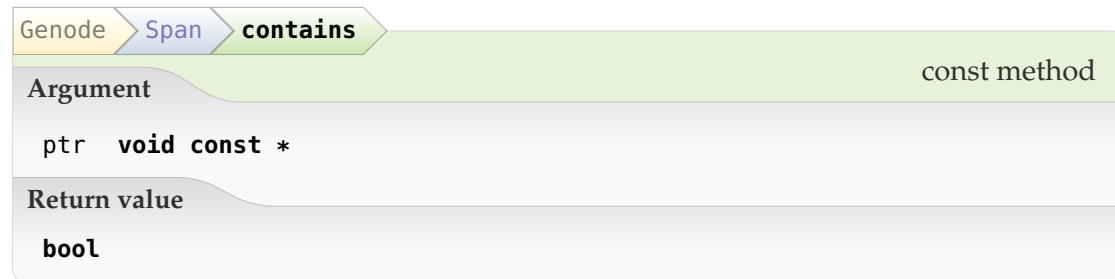 Genode Span contains
const method
Argument
ptr void const *
Return value
bool